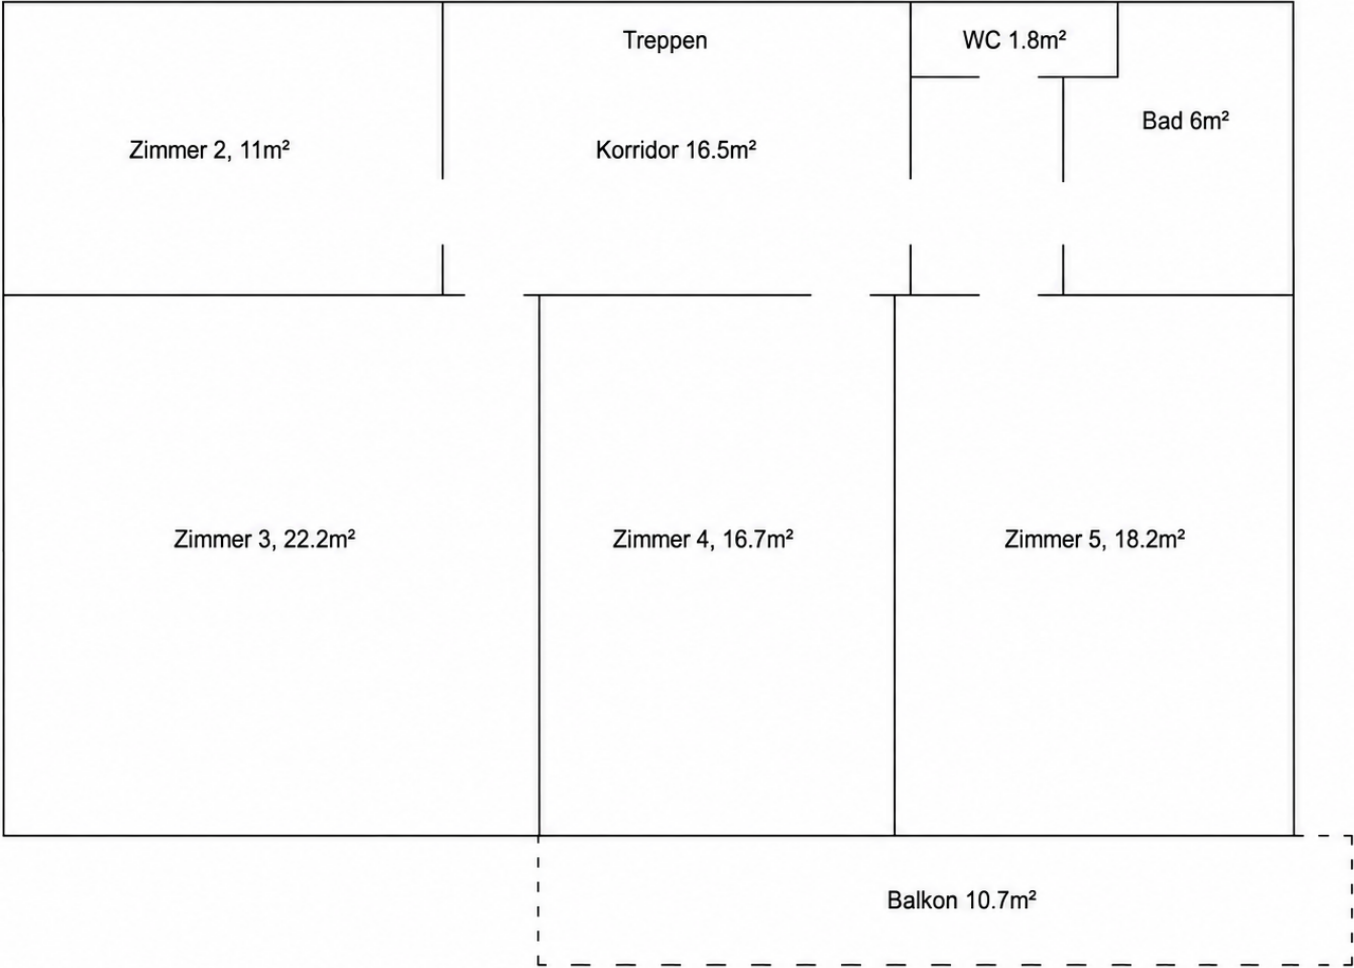 Treppen
WC 1.8m²
Bad 6m²
Zimmer 2, 11m²
Korridor 16.5m²
Zimmer 3, 22.2m²
Zimmer 4, 16.7m²
Zimmer 5, 18.2m²
Balkon 10.7m²